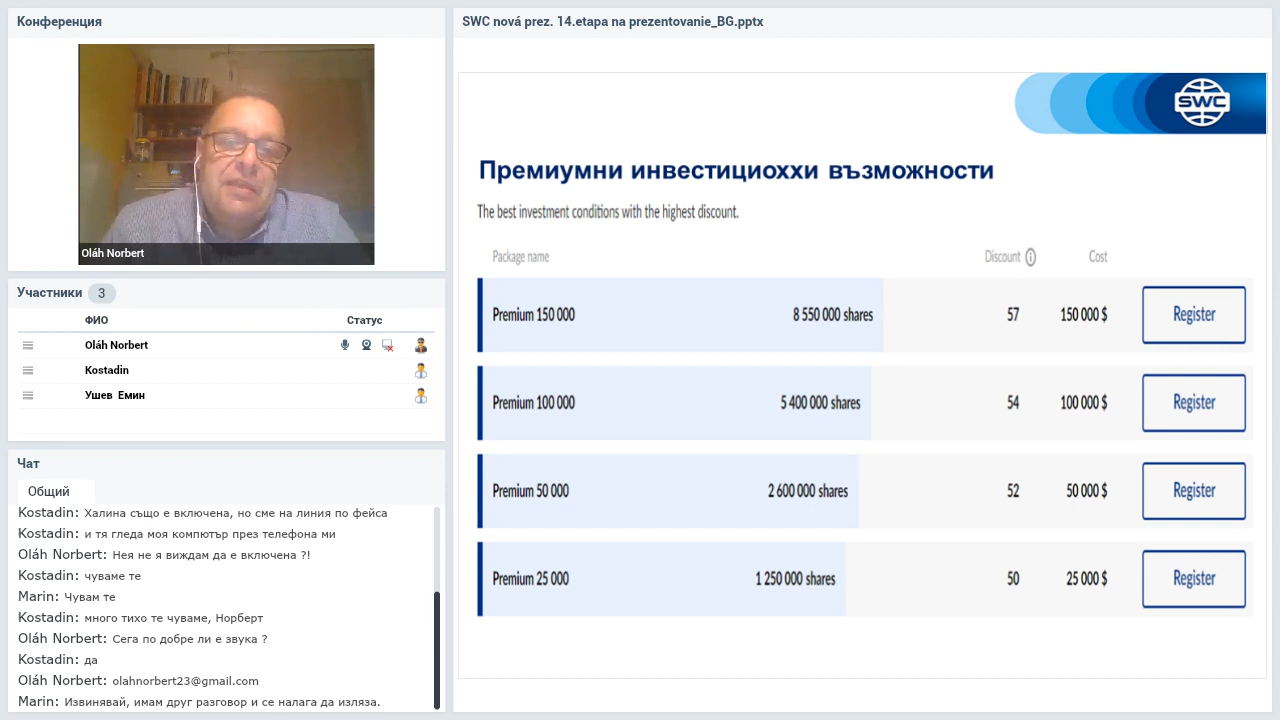 Конференция
Oláh Norbert
Участники 3
ФИО Статус
Oláh Norbert
Kostadin
Ушев Емин
Чат
Общий
Kostadin: Халина също е включена, но сме на линия по фейса
Kostadin: и тя гледа моя компютър през телефона ми
Oláh Norbert: Нея не я виждам да е включена ?!
Kostadin: чуваме те
Marin: Чувам те
Kostadin: много тихо те чуваме, Норберт
Oláh Norbert: Сега по добре ли е звука ?
Kostadin: да
Oláh Norbert: olahnorbert23@gmail.com
Marin: Извинявай, имам друг разговор и се налага да изляза.
SWC nová prez. 14.etapa na prezentovanie_BG.pptx
SWC
Премиумни инвестициоххи възможности
The best investment conditions with the highest discount.
Package name Discount i Cost
Premium 150 000 8 550 000 shares 57 150 000 $ Register
Premium 100 000 5 400 000 shares 54 100 000 $ Register
Premium 50 000 2 600 000 shares 52 50 000 $ Register
Premium 25 000 1 250 000 shares 50 25 000 $ Register